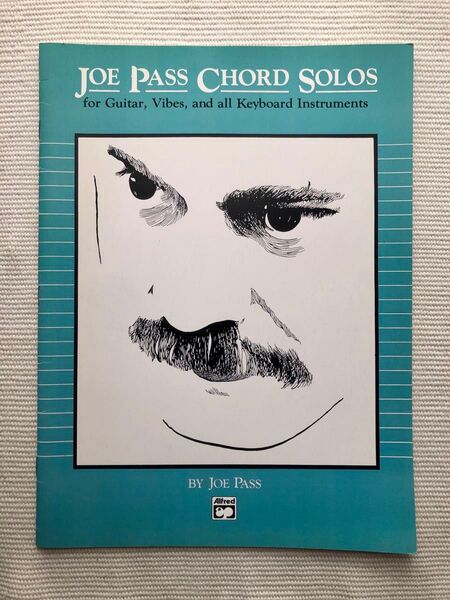 JOE PASS CHORD SOLOS
for Guitar, Vibes, and all Keyboard Instruments
BY JOE PASS
Alfred